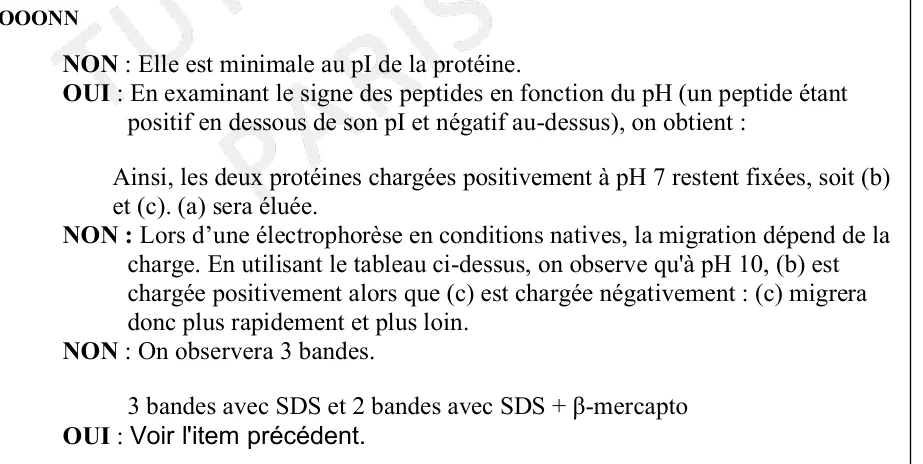 OOONN
NON : Elle est minimale au pI de la protéine.
OUI : En examinant le signe des peptides en fonction du pH (un peptide étant
positif en dessous de son pI et négatif au-dessus), on obtient :
Ainsi, les deux protéines chargées positivement à pH 7 restent fixées, soit (b)
et (c). (a) sera éluée.
NON : Lors d’une électrophorèse en conditions natives, la migration dépend de la
charge. En utilisant le tableau ci-dessus, on observe qu'à pH 10, (b) est
chargée positivement alors que (c) est chargée négativement : (c) migrera
donc plus rapidement et plus loin.
NON : On observera 3 bandes.
3 bandes avec SDS et 2 bandes avec SDS + β-mercapto
OUI : Voir l'item précédent.